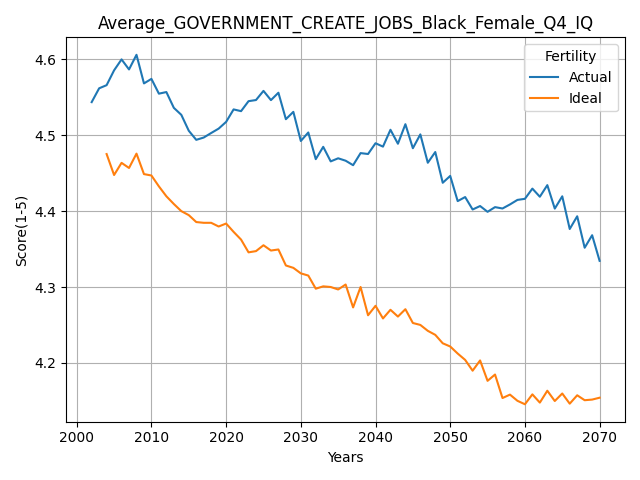 Average_GOVERNMENT_CREATE_JOBS_Black_Female_Q4_IQ
Fertility
Actual
Ideal
Score(1-5)
4.6
4.5
4.4
4.3
4.2
2000 2010 2020 2030 2040 2050 2060 2070
Years